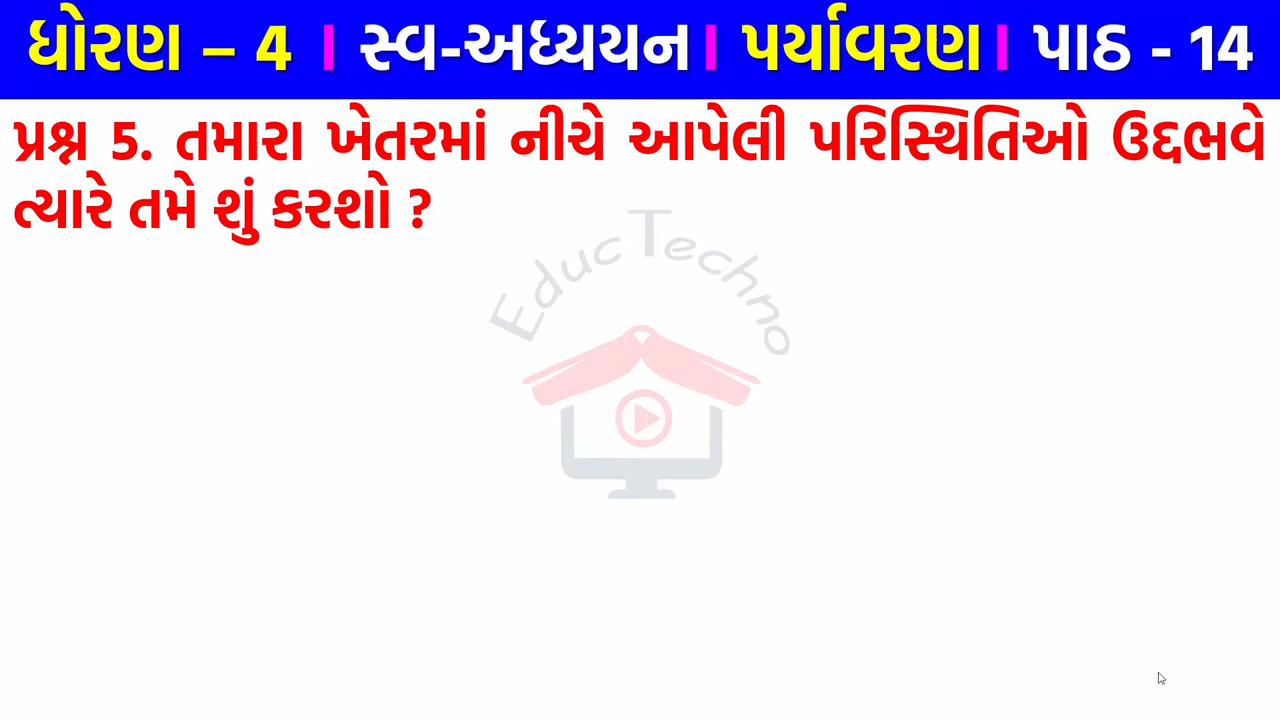 ધોરણ – 4 । સ્વ-અધ્યયન । પર્યાવરણ । પાઠ - 14
પ્રશ્ન 5. તમારા ખેતરમાં નીચે આપેલી પરિસ્થિતિઓ ઉદ્દભવે
ત્યારે તમે શું કરશો ?
EducTechno